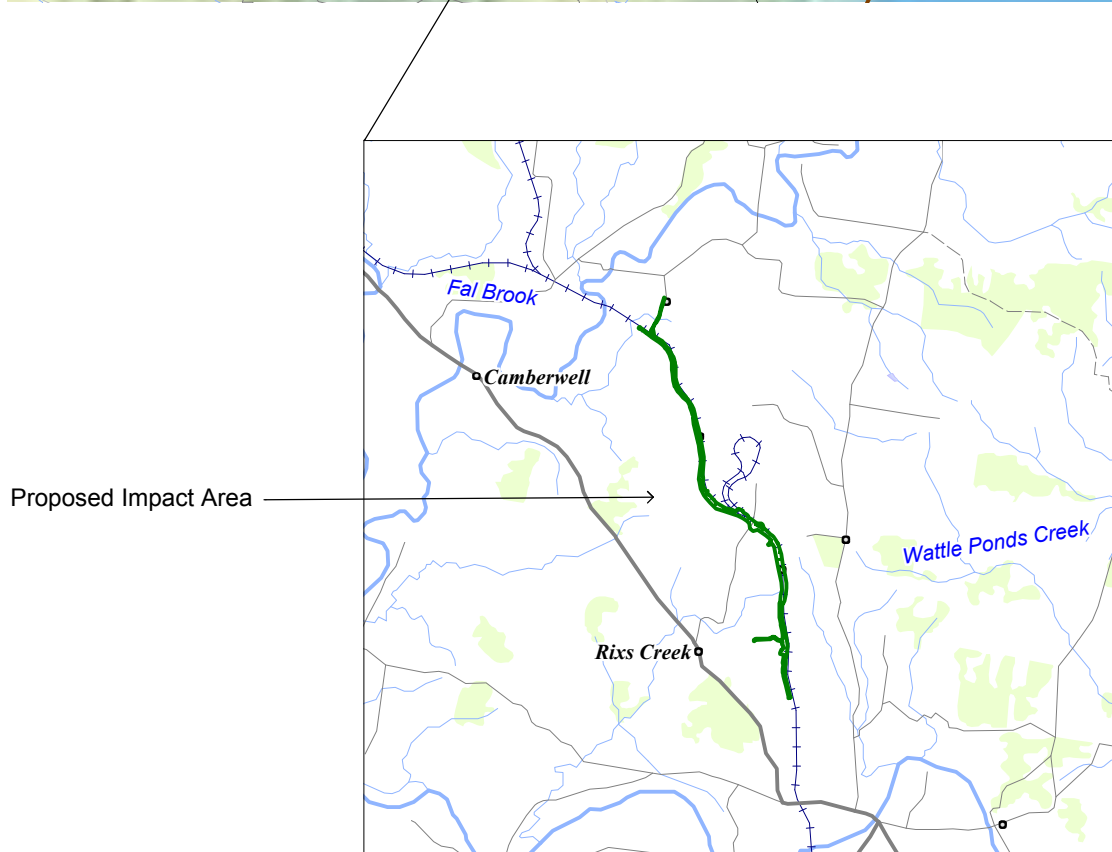 Fal Brook
Camberwell
Proposed Impact Area
Wattle Ponds Creek
Rixs Creek